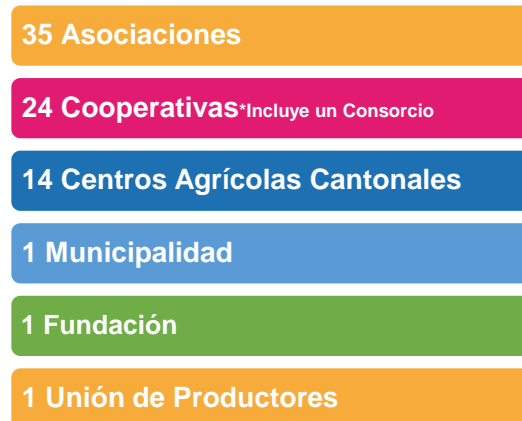 35 Asociaciones
24 Cooperativas*Incluye un Consorcio
14 Centros Agrícolas Cantonales
1 Municipalidad
1 Fundación
1 Unión de Productores